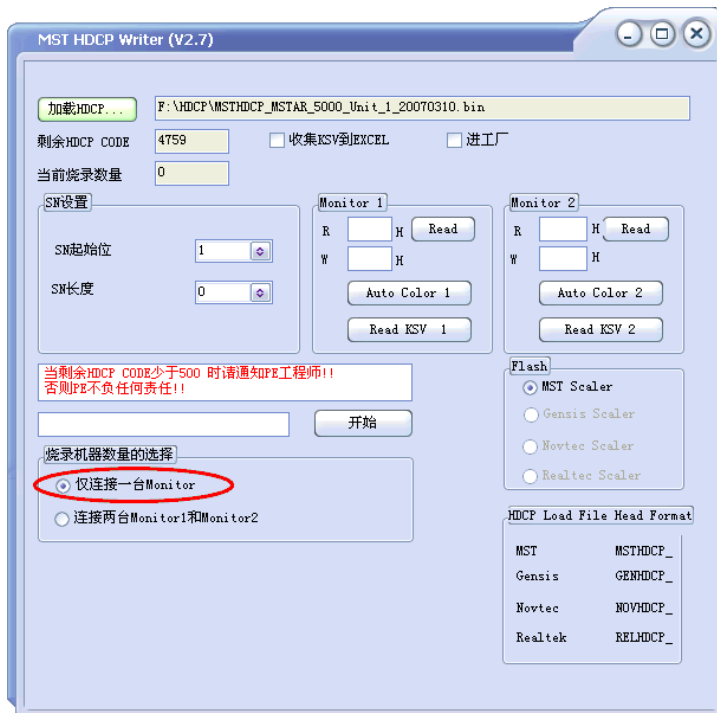 MST HDCP Writer (V2.7)
加载HDCP... F:\HDCP\MSTHDCP_MSTAR_5000_Unit_1_20070310.bin
剩余HDCP CODE 4759 收集KSV到EXCEL 进工厂
当前烧录数量 0
SN设置
SN起始位 1
SN长度 0
Monitor 1
R H Read
W H
Auto Color 1
Read KSV 1
Monitor 2
R H Read
W H
Auto Color 2
Read KSV 2
当剩余HDCP CODE少于500 时请通知PE工程师!!
否则PE不负任何责任!!
开始
烧录机器数量的选择
仅连接一台Monitor
连接两台Monitor1和Monitor2
Flash
MST Scaler
Gensis Scaler
Novtec Scaler
Realtec Scaler
HDCP Load File Head Format
MST MSTHDCP_
Gensis GENHDCP_
Novtec NOVHDCP_
Realtek RELHDCP_